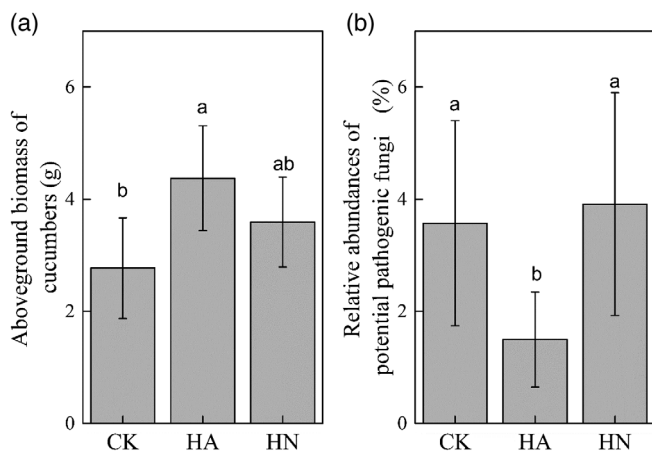 (a)
Aboveground biomass of
cucumbers (g)
6
4
2
0
b
a
ab
CK HA HN
(b)
Relative abundances of
potential pathogenic fungi (%)
6
4
2
0
a
b
a
CK HA HN